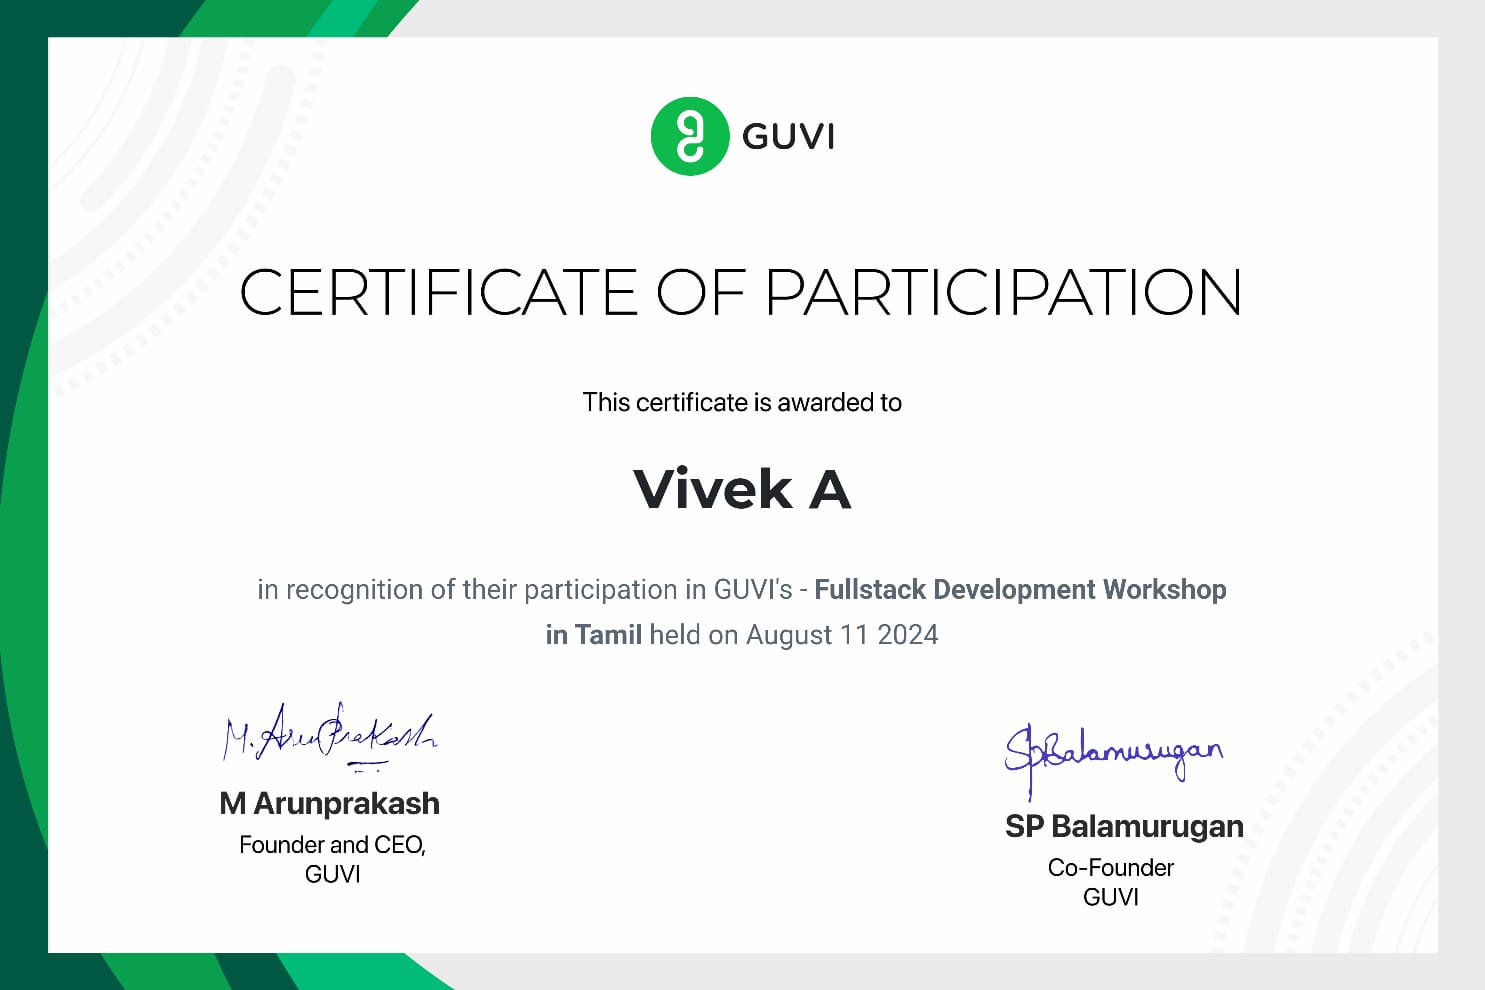 GUVI
CERTIFICATE OF PARTICIPATION
This certificate is awarded to
Vivek A
in recognition of their participation in GUVI's - Fullstack Development Workshop
in Tamil held on August 11 2024
M. Arunprakash
M Arunprakash
Founder and CEO,
GUVI
SpBalamurugan
SP Balamurugan
Co-Founder
GUVI